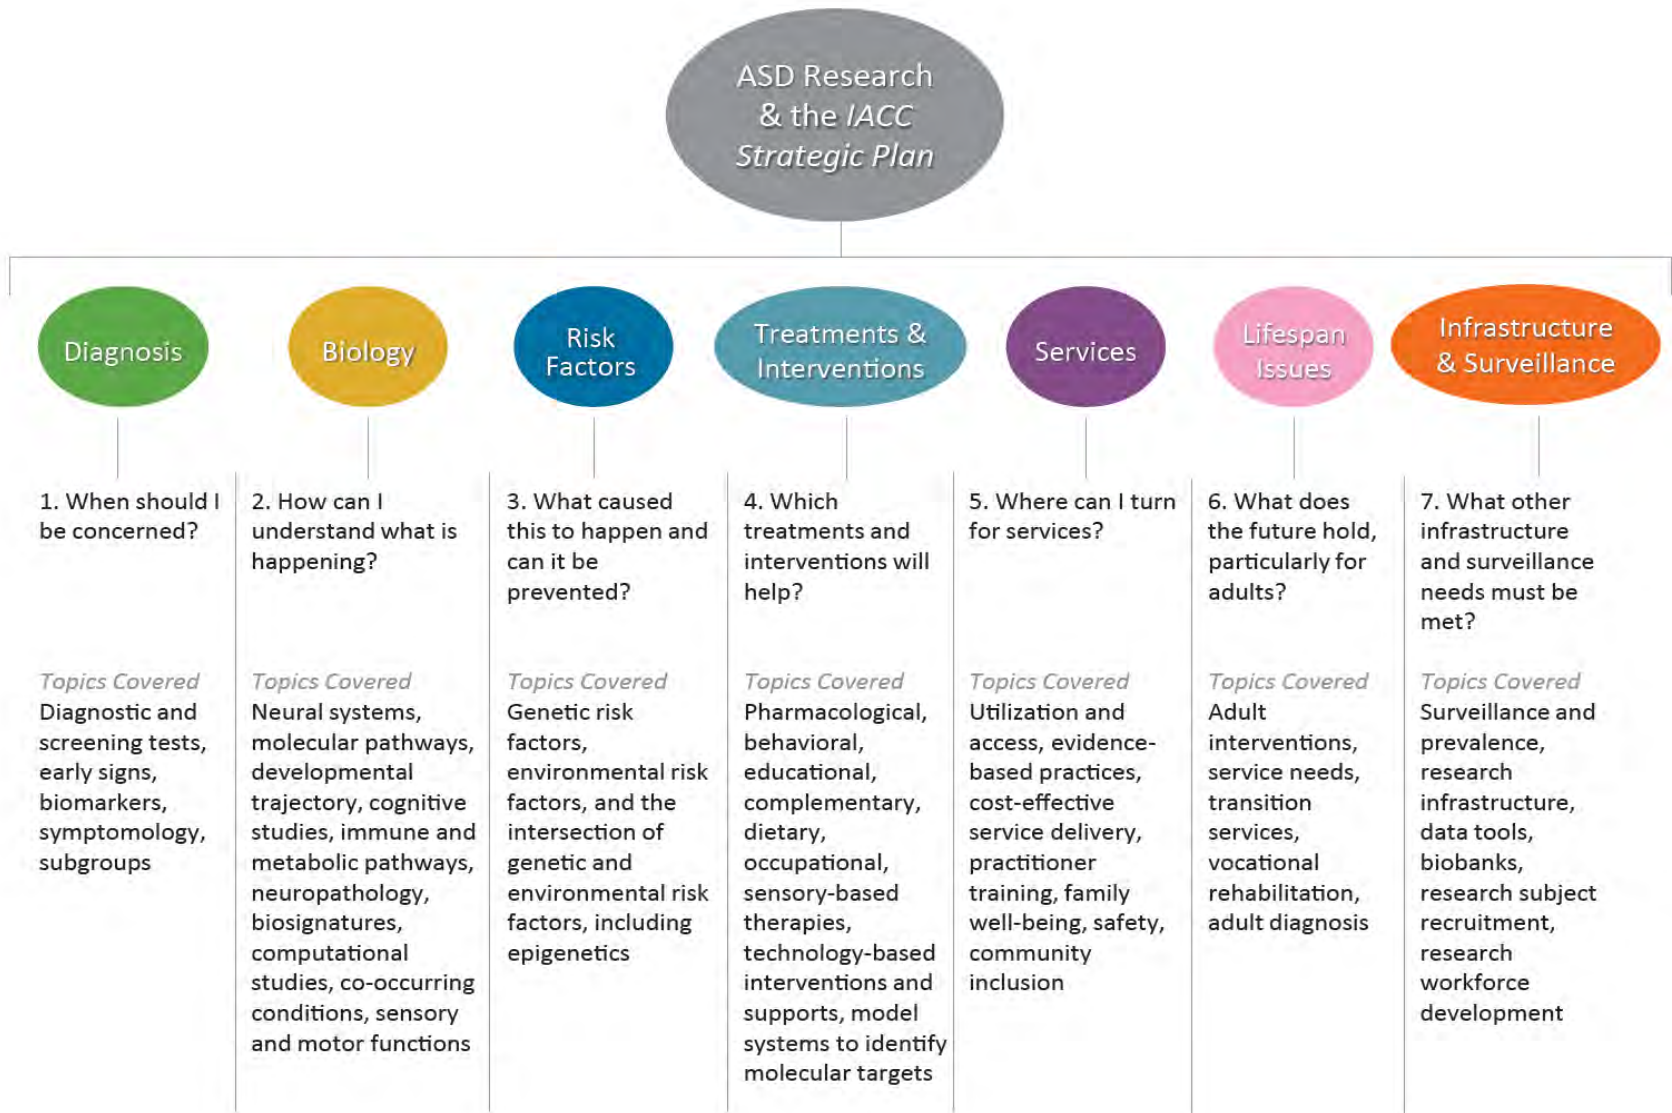 ASD Research
& the IACC
Strategic Plan
Diagnosis
Biology
Risk
Factors
Treatments &
Interventions
Services
Lifespan
Issues
Infrastructure
& Surveillance
1. When should I
be concerned?
Topics Covered
Diagnostic and
screening tests,
early signs,
biomarkers,
symptomology,
subgroups
2. How can I
understand what is
happening?
Topics Covered
Neural systems,
molecular pathways,
developmental
trajectory, cognitive
studies, immune and
metabolic pathways,
neuropathology,
biosignatures,
computational
studies, co-occurring
conditions, sensory
and motor functions
3. What caused
this to happen and
can it be
prevented?
Topics Covered
Genetic risk
factors,
environmental risk
factors, and the
intersection of
genetic and
environmental risk
factors, including
epigenetics
4. Which
treatments and
interventions will
help?
Topics Covered
Pharmacological,
behavioral,
educational,
complementary,
dietary,
occupational,
sensory-based
therapies,
technology-based
interventions and
supports, model
systems to identify
molecular targets
5. Where can I turn
for services?
Topics Covered
Utilization and
access, evidence-
based practices,
cost-effective
service delivery,
practitioner
training, family
well-being, safety,
community
inclusion
6. What does
the future hold,
particularly for
adults?
Topics Covered
Adult
interventions,
service needs,
transition
services,
vocational
rehabilitation,
adult diagnosis
7. What other
infrastructure
and surveillance
needs must be
met?
Topics Covered
Surveillance and
prevalence,
research
infrastructure,
data tools,
biobanks,
research subject
recruitment,
research
workforce
development